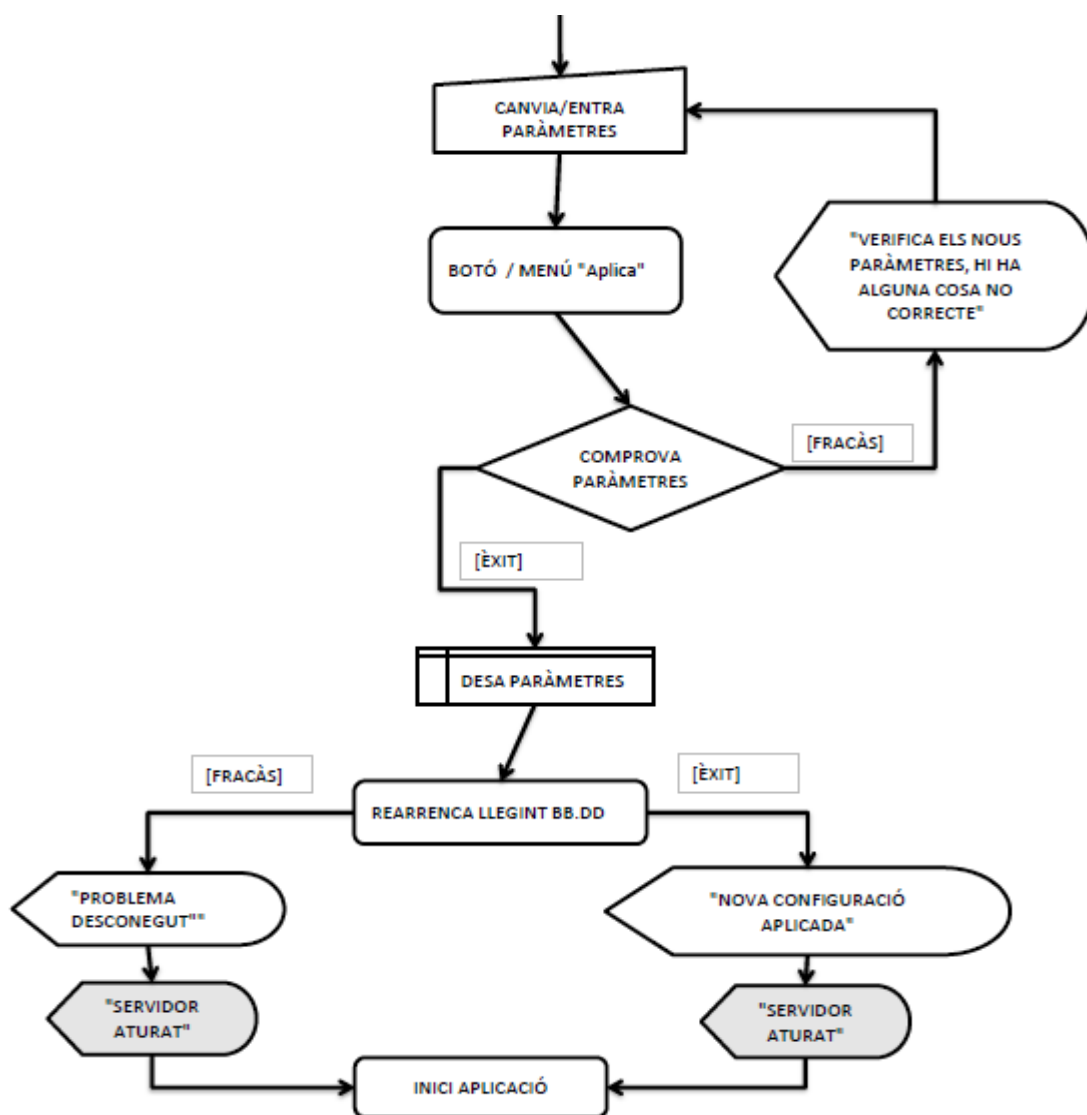 CANVIA/ENTRA
PARÀMETRES
"VERIFICA ELS NOUS
PARÀMETRES, HI HA
ALGUNA COSA NO
CORRECTE"
BOTÓ / MENÚ "Aplica"
[FRACÀS]
COMPROVA
PARÀMETRES
[ÈXIT]
DESA PARÀMETRES
[FRACÀS]
[ÈXIT]
REARRENCA LLEGINT BB.DD
"PROBLEMA
DESCONEGUT""
"NOVA CONFIGURACIÓ
APLICADA"
"SERVIDOR
ATURAT"
"SERVIDOR
ATURAT"
INICI APLICACIÓ